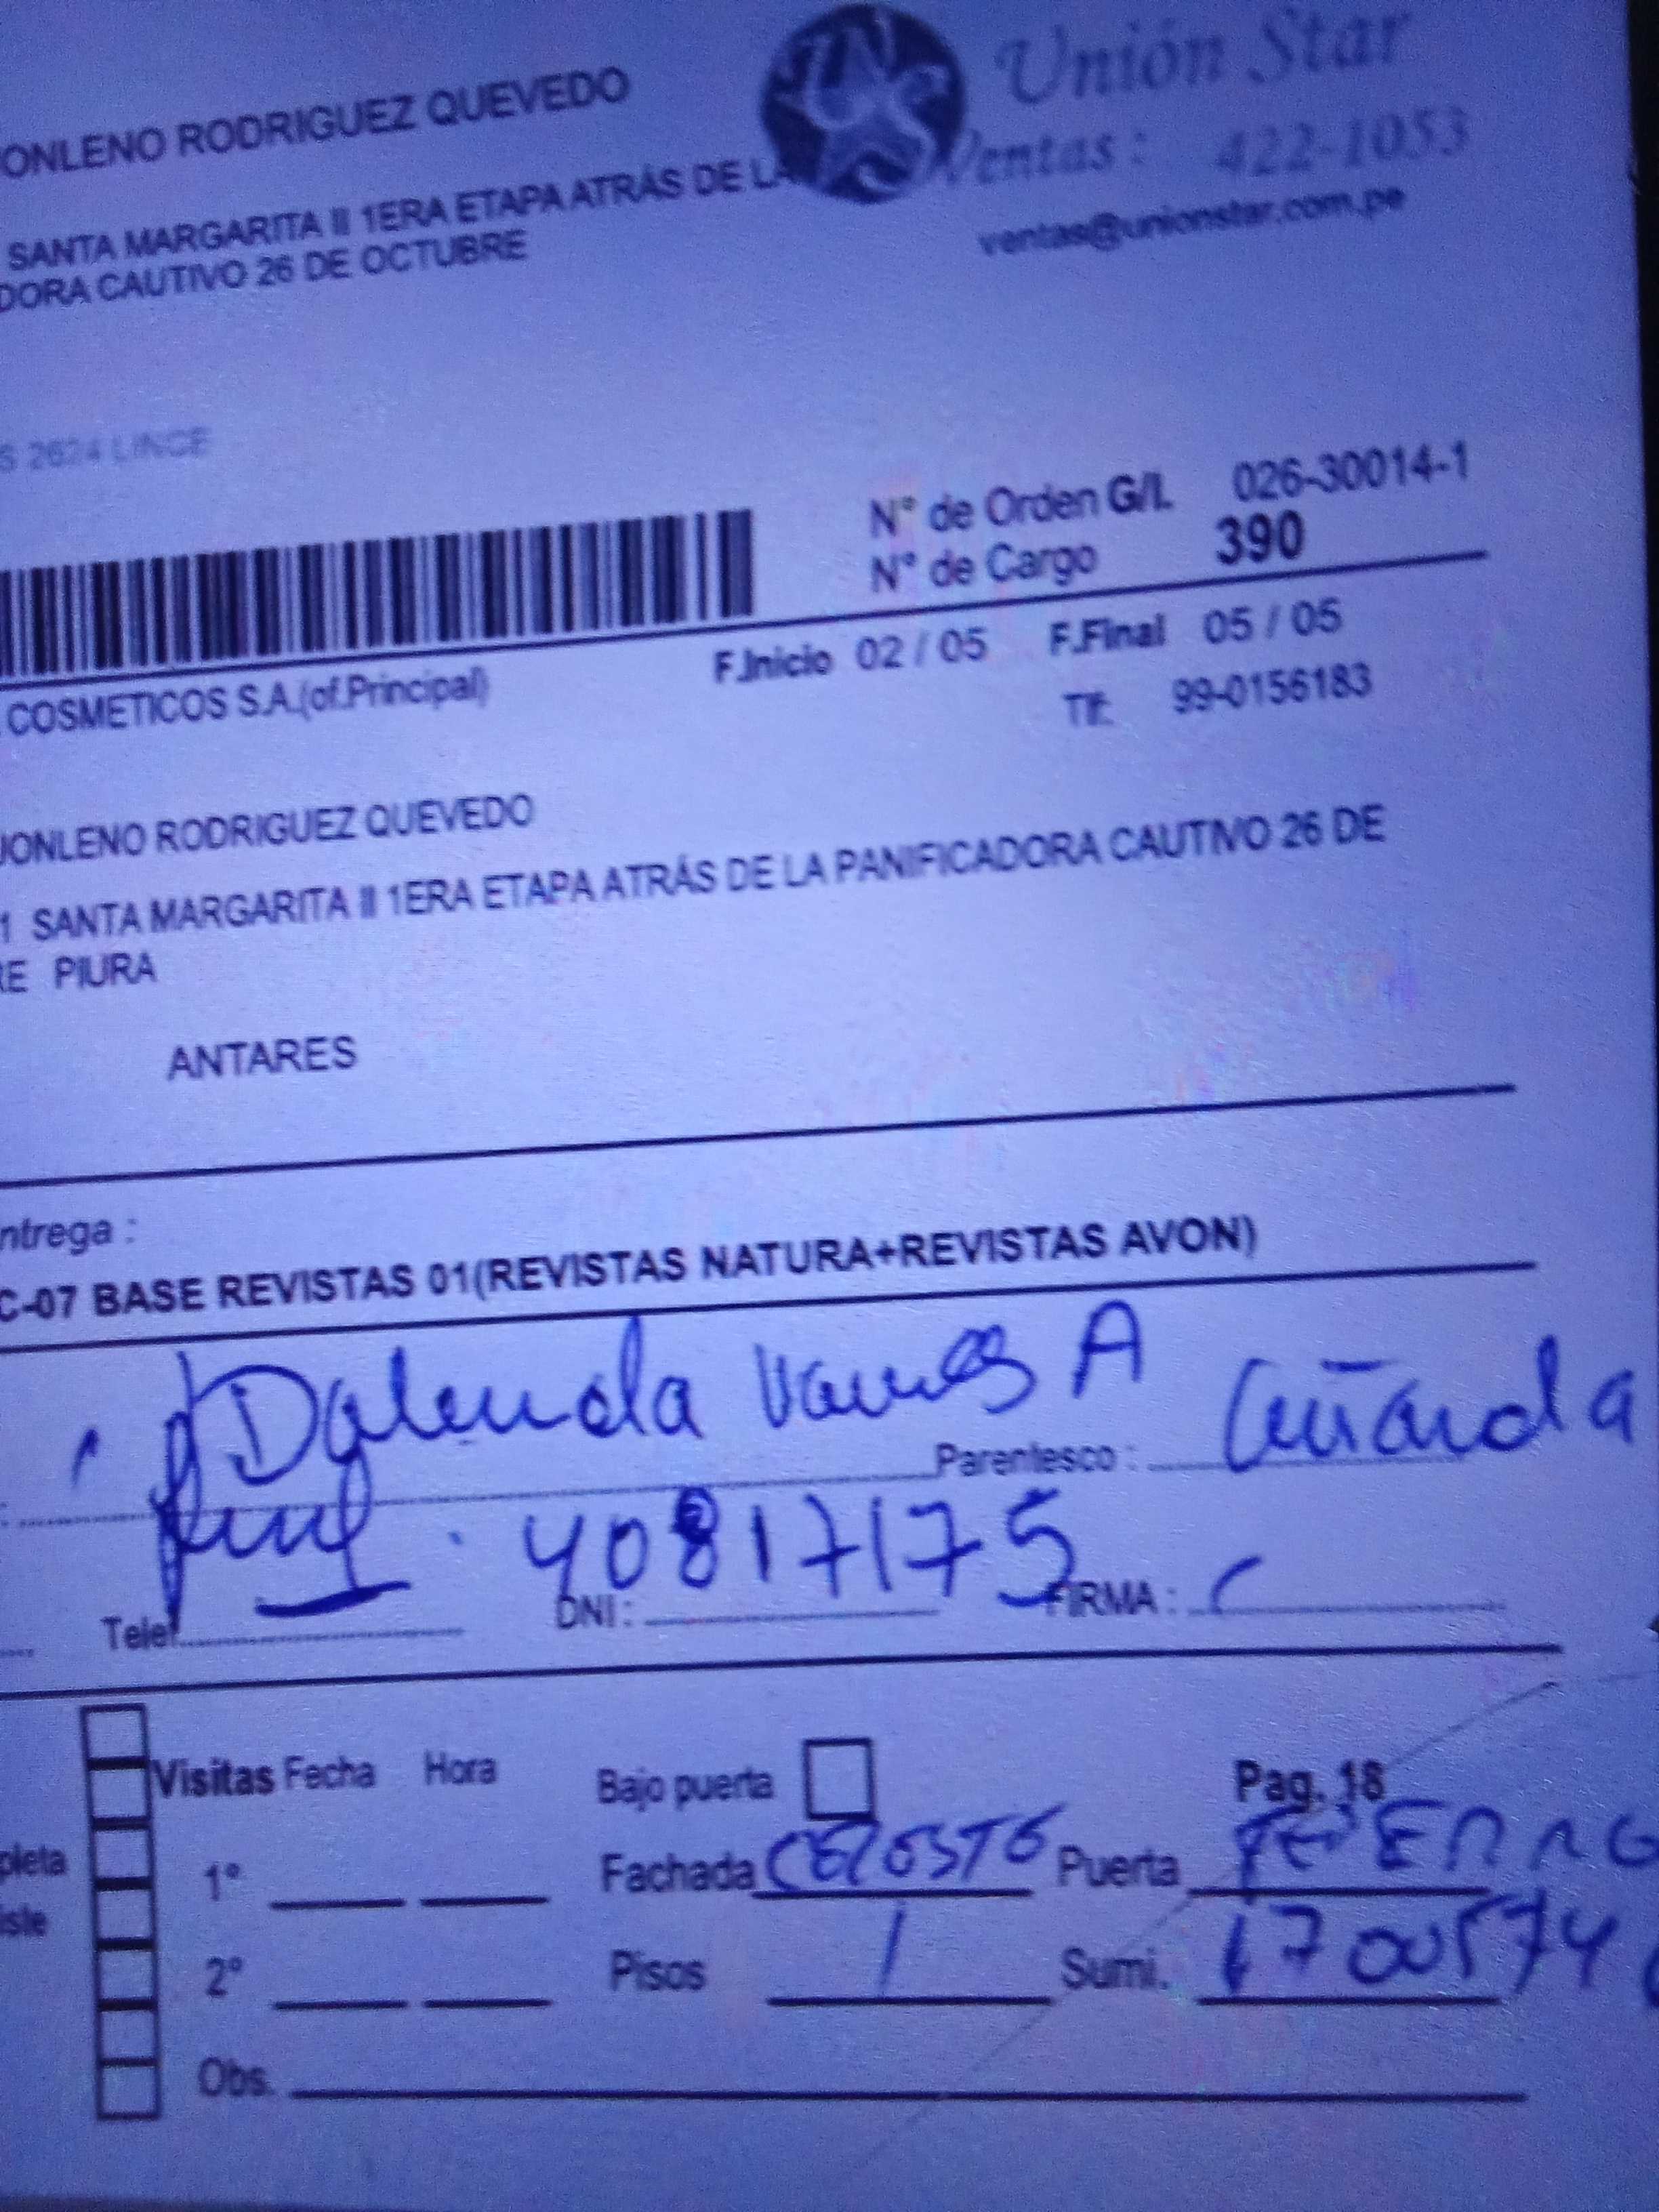 ONLENO RODRIGUEZ QUEVEDO
Unión Star
Ventas : 422-1053
ventas@unionstar.com.pe
SANTA MARGARITA II 1ERA ETAPA ATRÁS DE LA
DORA CAUTIVO 26 DE OCTUBRE
S 2624 LINCE
N° de Orden G/I. 026-30014-1
N° de Cargo 390
F.Inicio 02 / 05 F.Final 05 / 05
COSMETICOS S.A.(of.Principal)
Tlf: 99-0156183
JONLENO RODRIGUEZ QUEVEDO
1 SANTA MARGARITA II 1ERA ETAPA ATRÁS DE LA PANIFICADORA CAUTIVO 26 DE
RE PIURA
ANTARES
ntrega :
C-07 BASE REVISTAS 01(REVISTAS NATURA+REVISTAS AVON)
A
Parentesco : Cuñanda
40817175
Telef. DNI : FIRMA :
Visitas Fecha Hora Bajo puerta Pag. 18
pleta 1° Fachada CELESTE Puerta
iste
2° Pisos 1 Sumi.
Obs.